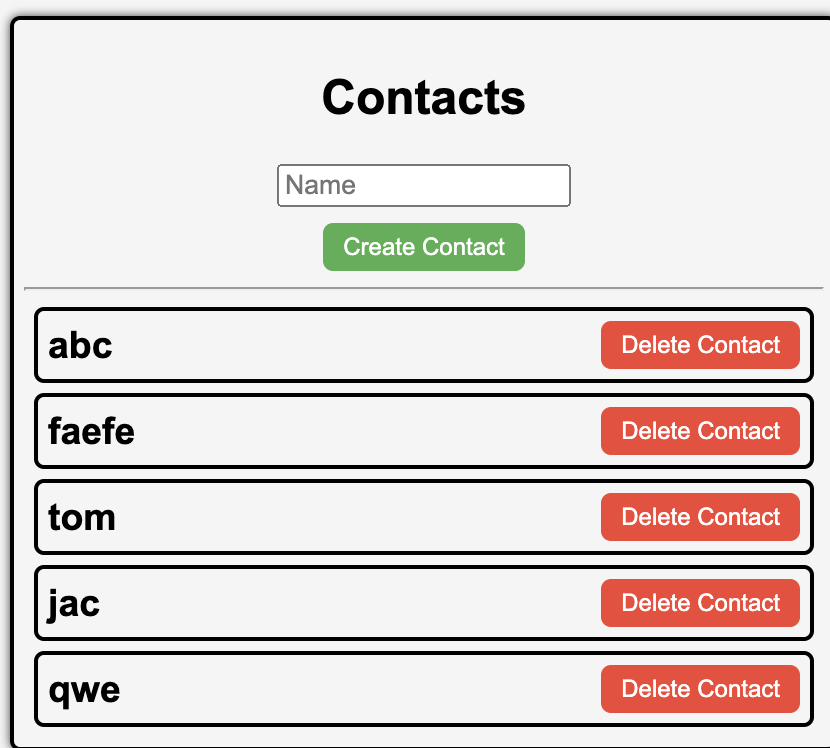 Contacts
Name
Create Contact
abc Delete Contact
faefe Delete Contact
tom Delete Contact
jac Delete Contact
qwe Delete Contact